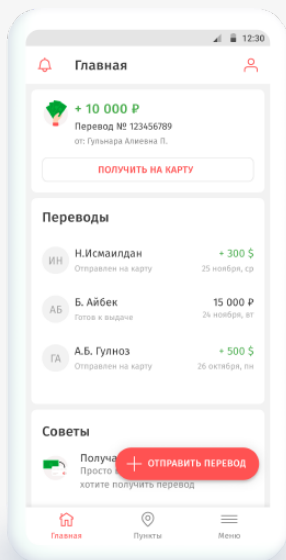 12:30
Главная
+ 10 000 ₽
Перевод № 123456789
от: Гульнара Алиевна П.
ПОЛУЧИТЬ НА КАРТУ
Переводы
ИН Н.Исмаилдан + 300 $
Отправлен на карту 25 ноября, ср
АБ Б. Айбек 15 000 ₽
Готов к выдаче 24 ноября, вт
ГА А.Б. Гулноз + 500 $
Отправлен на карту 26 октября, пн
Советы
Получа
Просто
хотите получить перевод
ОТПРАВИТЬ ПЕРЕВОД
Главная Пункты Меню